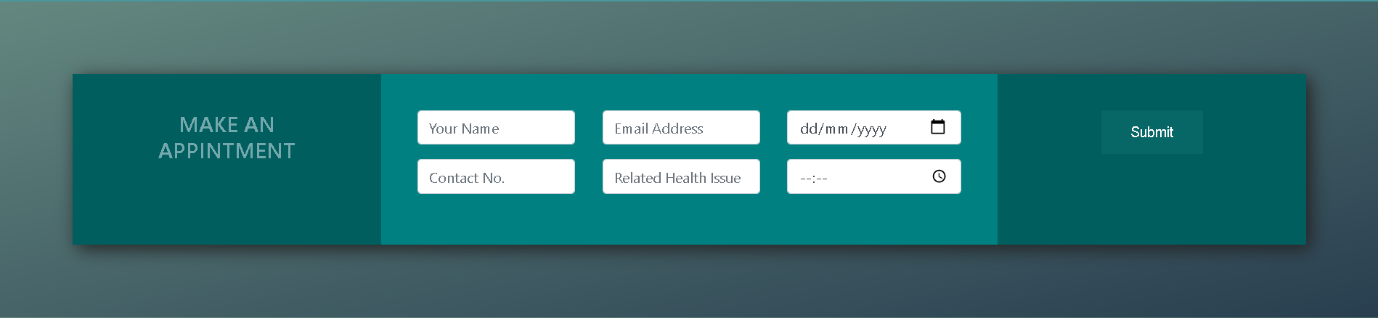 MAKE AN
APPINTMENT
Your Name
Email Address
dd/mm/yyyy
Contact No.
Related Health Issue
--:--
Submit